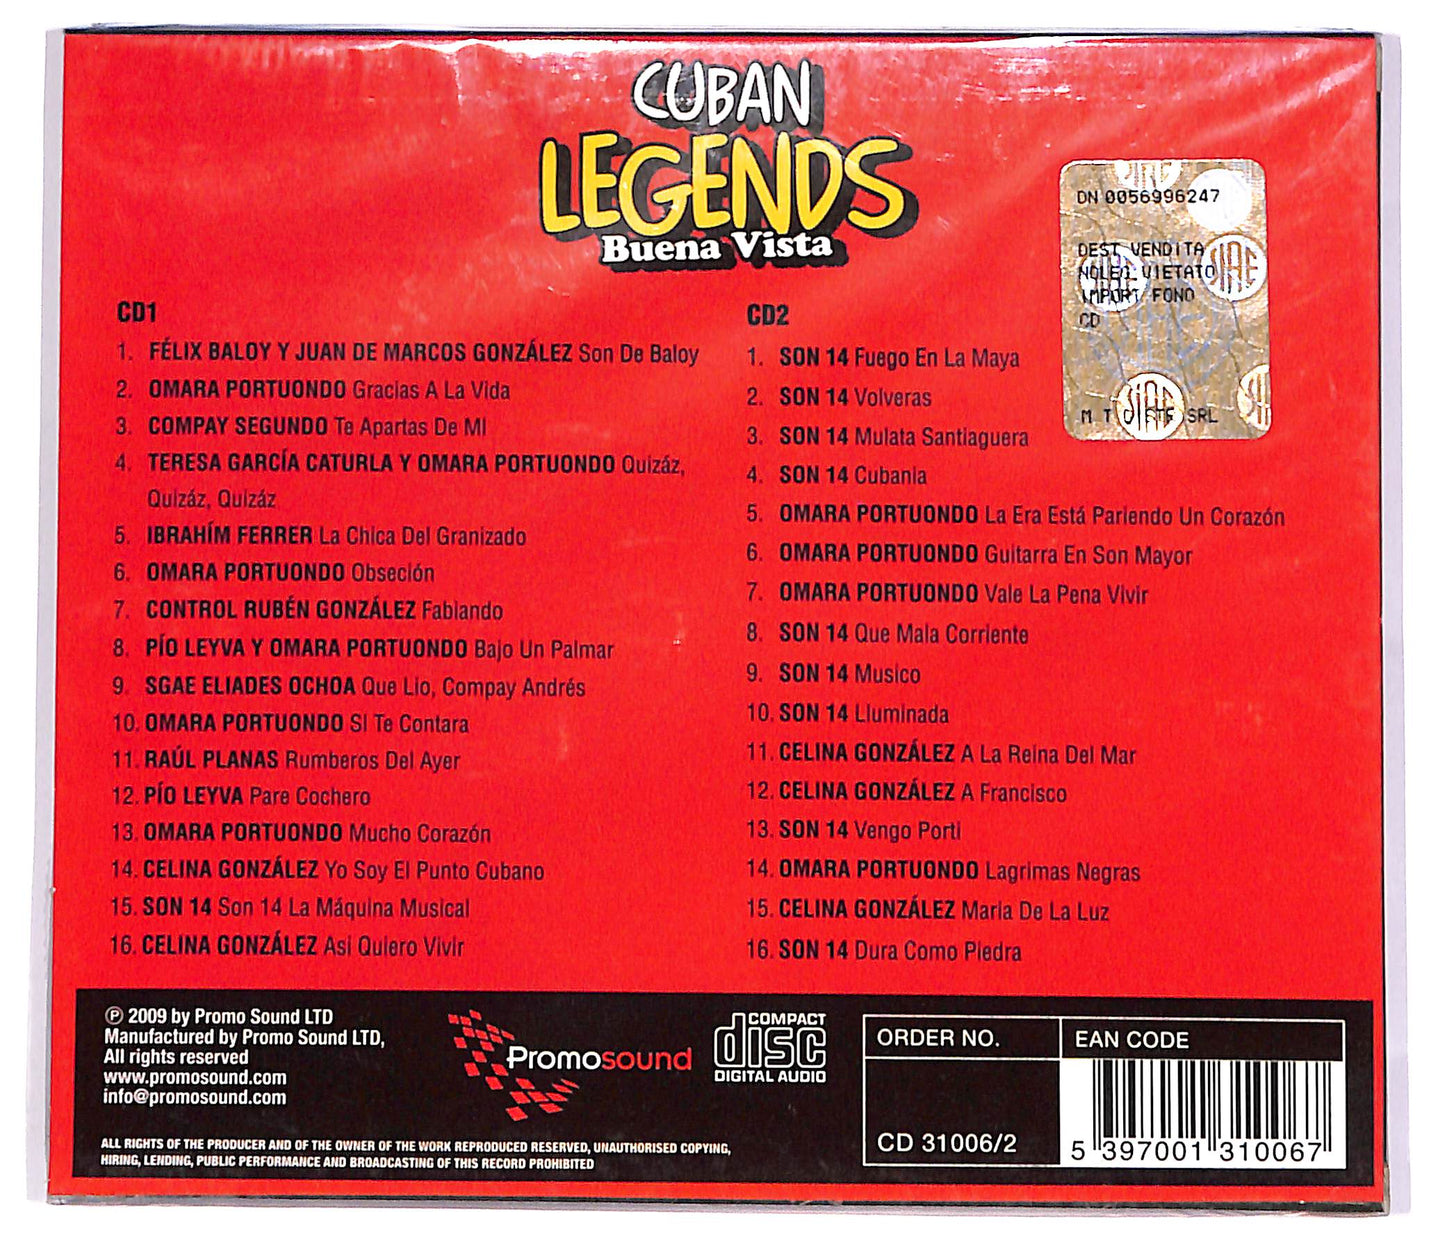 CUBAN
LEGENDS
Buena Vista
DN 0056996247
DEST VENDITA
NOLEG.VIETATO
IMPORT FONO
CD
SIAE
SRL
CD1
1. FÉLIX BALOY Y JUAN DE MARCOS GONZÁLEZ Son De Baloy
2. OMARA PORTUONDO Gracias A La Vida
3. COMPAY SEGUNDO Te Apartas De Mi
4. TERESA GARCÍA CATURLA Y OMARA PORTUONDO Quizáz,
Quizáz, Quizáz
5. IBRAHÍM FERRER La Chica Del Granizado
6. OMARA PORTUONDO Obseción
7. CONTROL RUBÉN GONZÁLEZ Fabiando
8. PÍO LEYVA Y OMARA PORTUONDO Bajo Un Palmar
9. SGAE ELIADES OCHOA Que Lio, Compay Andrés
10. OMARA PORTUONDO Si Te Contara
11. RAÚL PLANAS Rumberos Del Ayer
12. PÍO LEYVA Pare Cochero
13. OMARA PORTUONDO Mucho Corazón
14. CELINA GONZÁLEZ Yo Soy El Punto Cubano
15. SON 14 Son 14 La Máquina Musical
16. CELINA GONZÁLEZ Asi Quiero Vivir
CD2
1. SON 14 Fuego En La Maya
2. SON 14 Volveras
3. SON 14 Mulata Santiaguera
4. SON 14 Cubania
5. OMARA PORTUONDO La Era Está Pariendo Un Corazón
6. OMARA PORTUONDO Guitarra En Son Mayor
7. OMARA PORTUONDO Vale La Pena Vivir
8. SON 14 Que Mala Corriente
9. SON 14 Musico
10. SON 14 Lluminada
11. CELINA GONZÁLEZ A La Reina Del Mar
12. CELINA GONZÁLEZ A Francisco
13. SON 14 Vengo Porti
14. OMARA PORTUONDO Lagrimas Negras
15. CELINA GONZÁLEZ Maria De La Luz
16. SON 14 Dura Como Piedra
℗ 2009 by Promo Sound LTD
Manufactured by Promo Sound LTD,
All rights reserved
www.promosound.com
info@promosound.com
Promosound
COMPACT
disc
DIGITAL AUDIO
ORDER NO.
EAN CODE
CD 31006/2
5 397001 310067
ALL RIGHTS OF THE PRODUCER AND OF THE OWNER OF THE WORK REPRODUCED RESERVED, UNAUTHORISED COPYING,
HIRING, LENDING, PUBLIC PERFORMANCE AND BROADCASTING OF THIS RECORD PROHIBITED